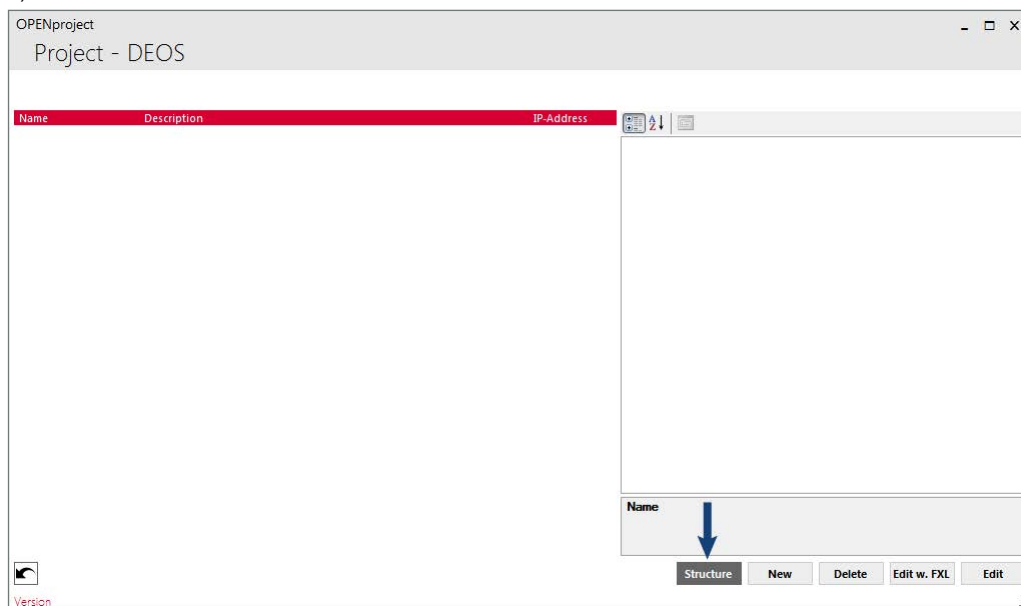 OPENproject
Project - DEOS
Name Description IP-Address
A
Z
Name
Structure New Delete Edit w. FXL Edit
Version